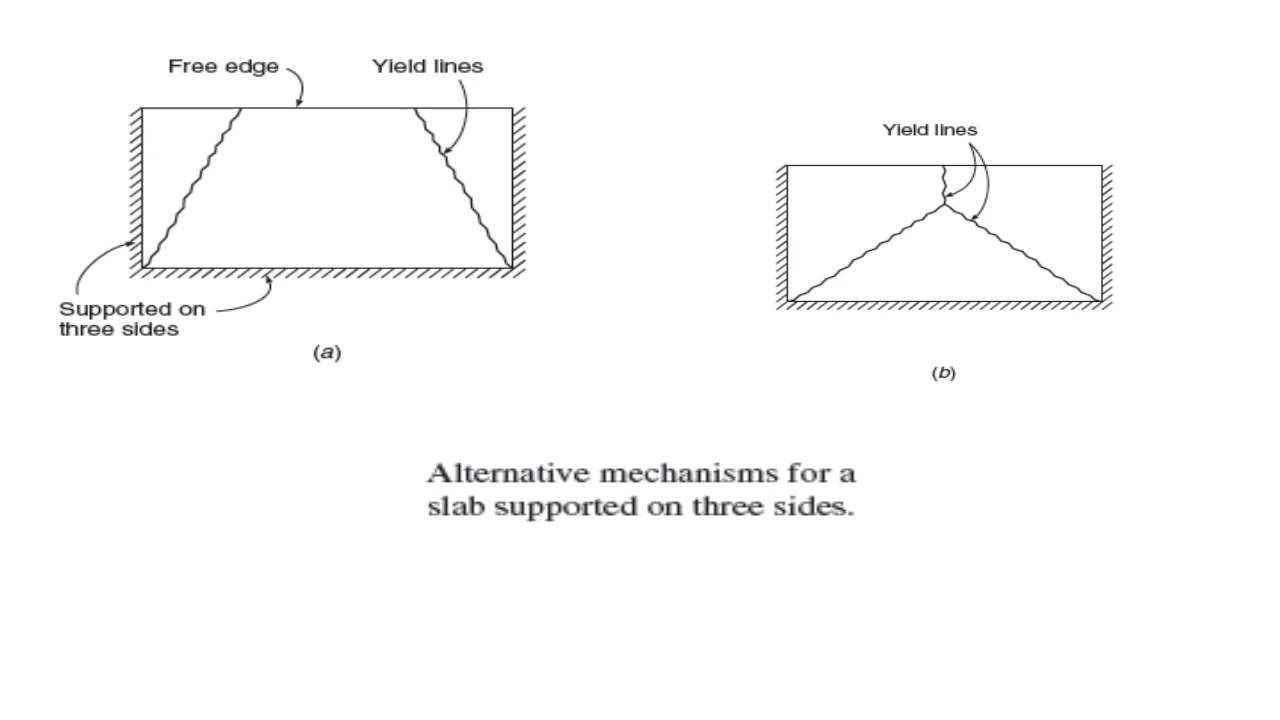 Free edge
Yield lines
Supported on
three sides
(a)
Yield lines
(b)
Alternative mechanisms for a
slab supported on three sides.